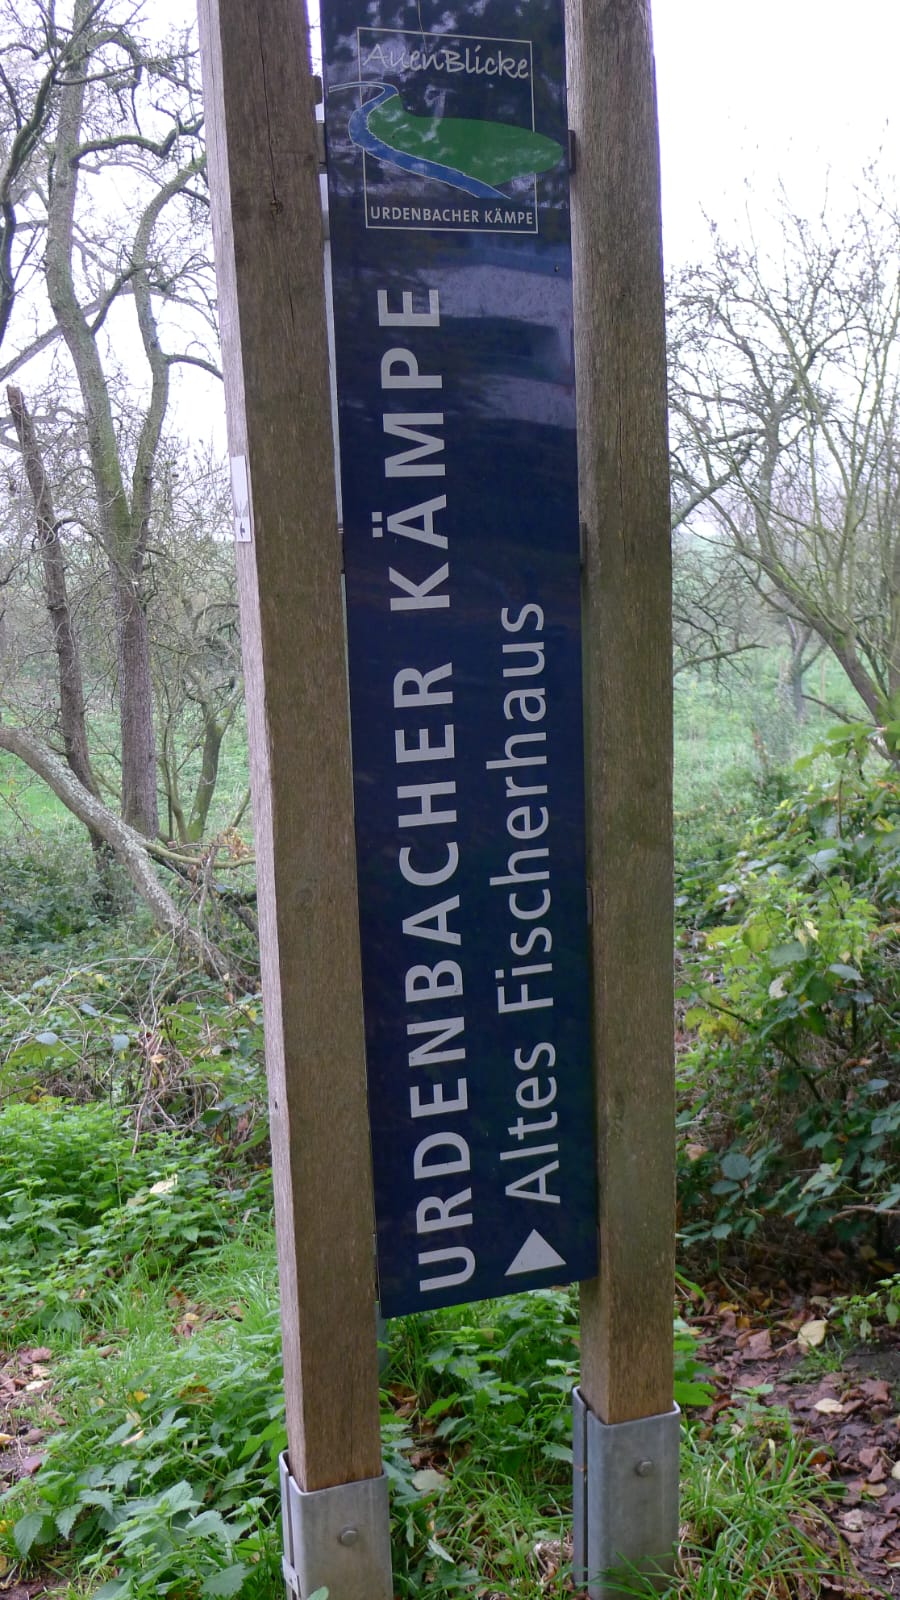 AuenBlicke
URDENBACHER KÄMPE
URDENBACHER KÄMPE
Altes Fischerhaus